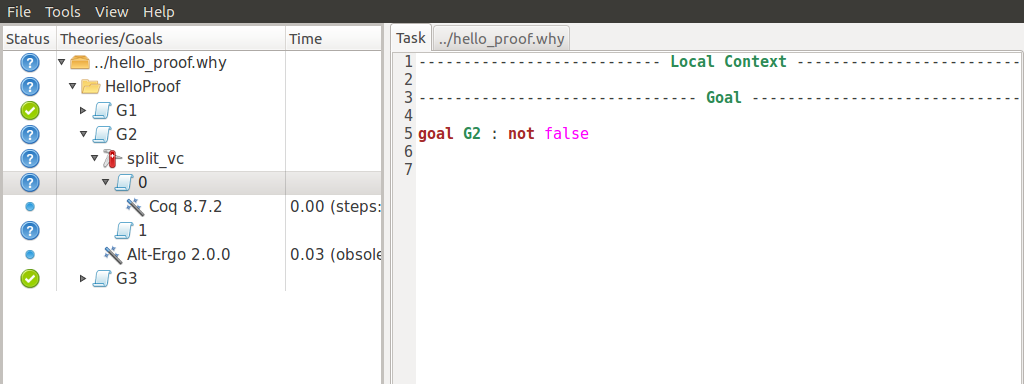 File Tools View Help
Status Theories/Goals Time
../hello_proof.why
HelloProof
G1
G2
split_vc
0
Coq 8.7.2 0.00 (steps:
1
Alt-Ergo 2.0.0 0.03 (obsole
G3
Task ../hello_proof.why
1 --------------------------- Local Context -------------------------
2
3 ------------------------------- Goal ------------------------------
4
5 goal G2 : not false
6
7